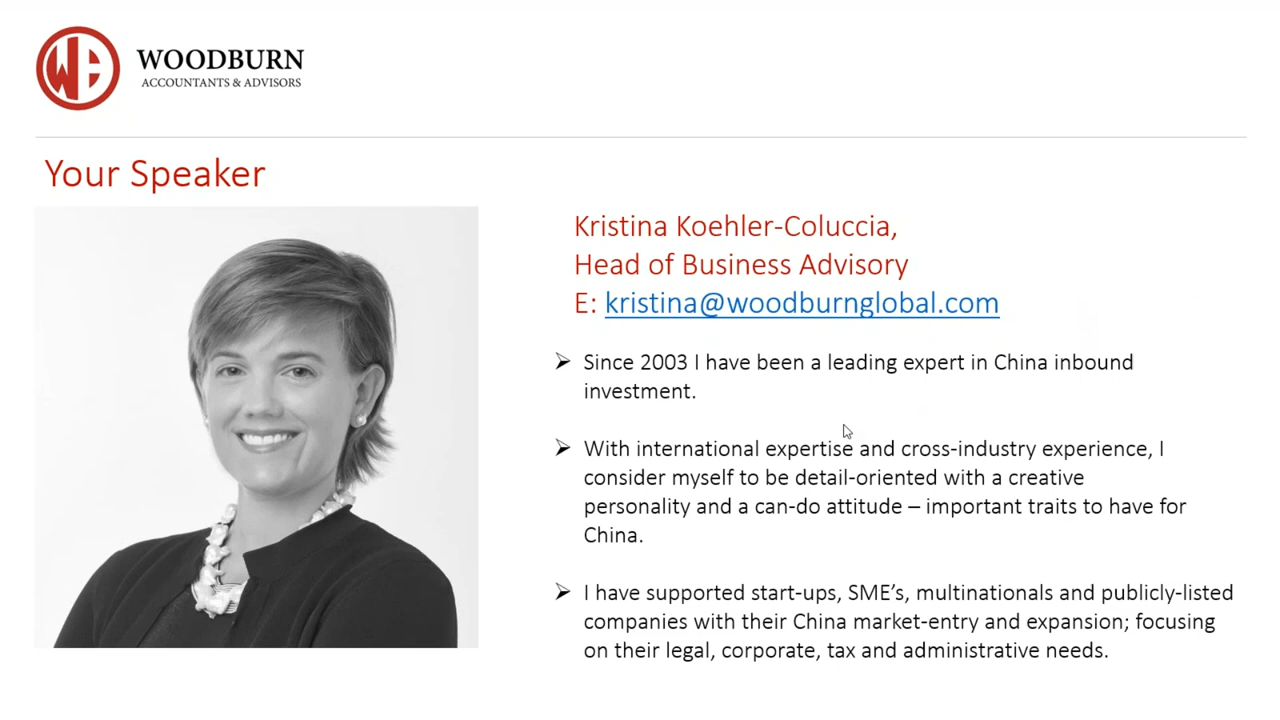 WOODBURN
ACCOUNTANTS & ADVISORS
Your Speaker
Kristina Koehler-Coluccia,
Head of Business Advisory
E: kristina@woodburnglobal.com
➢ Since 2003 I have been a leading expert in China inbound
investment.
➢ With international expertise and cross-industry experience, I
consider myself to be detail-oriented with a creative
personality and a can-do attitude – important traits to have for
China.
➢ I have supported start-ups, SME’s, multinationals and publicly-listed
companies with their China market-entry and expansion; focusing
on their legal, corporate, tax and administrative needs.